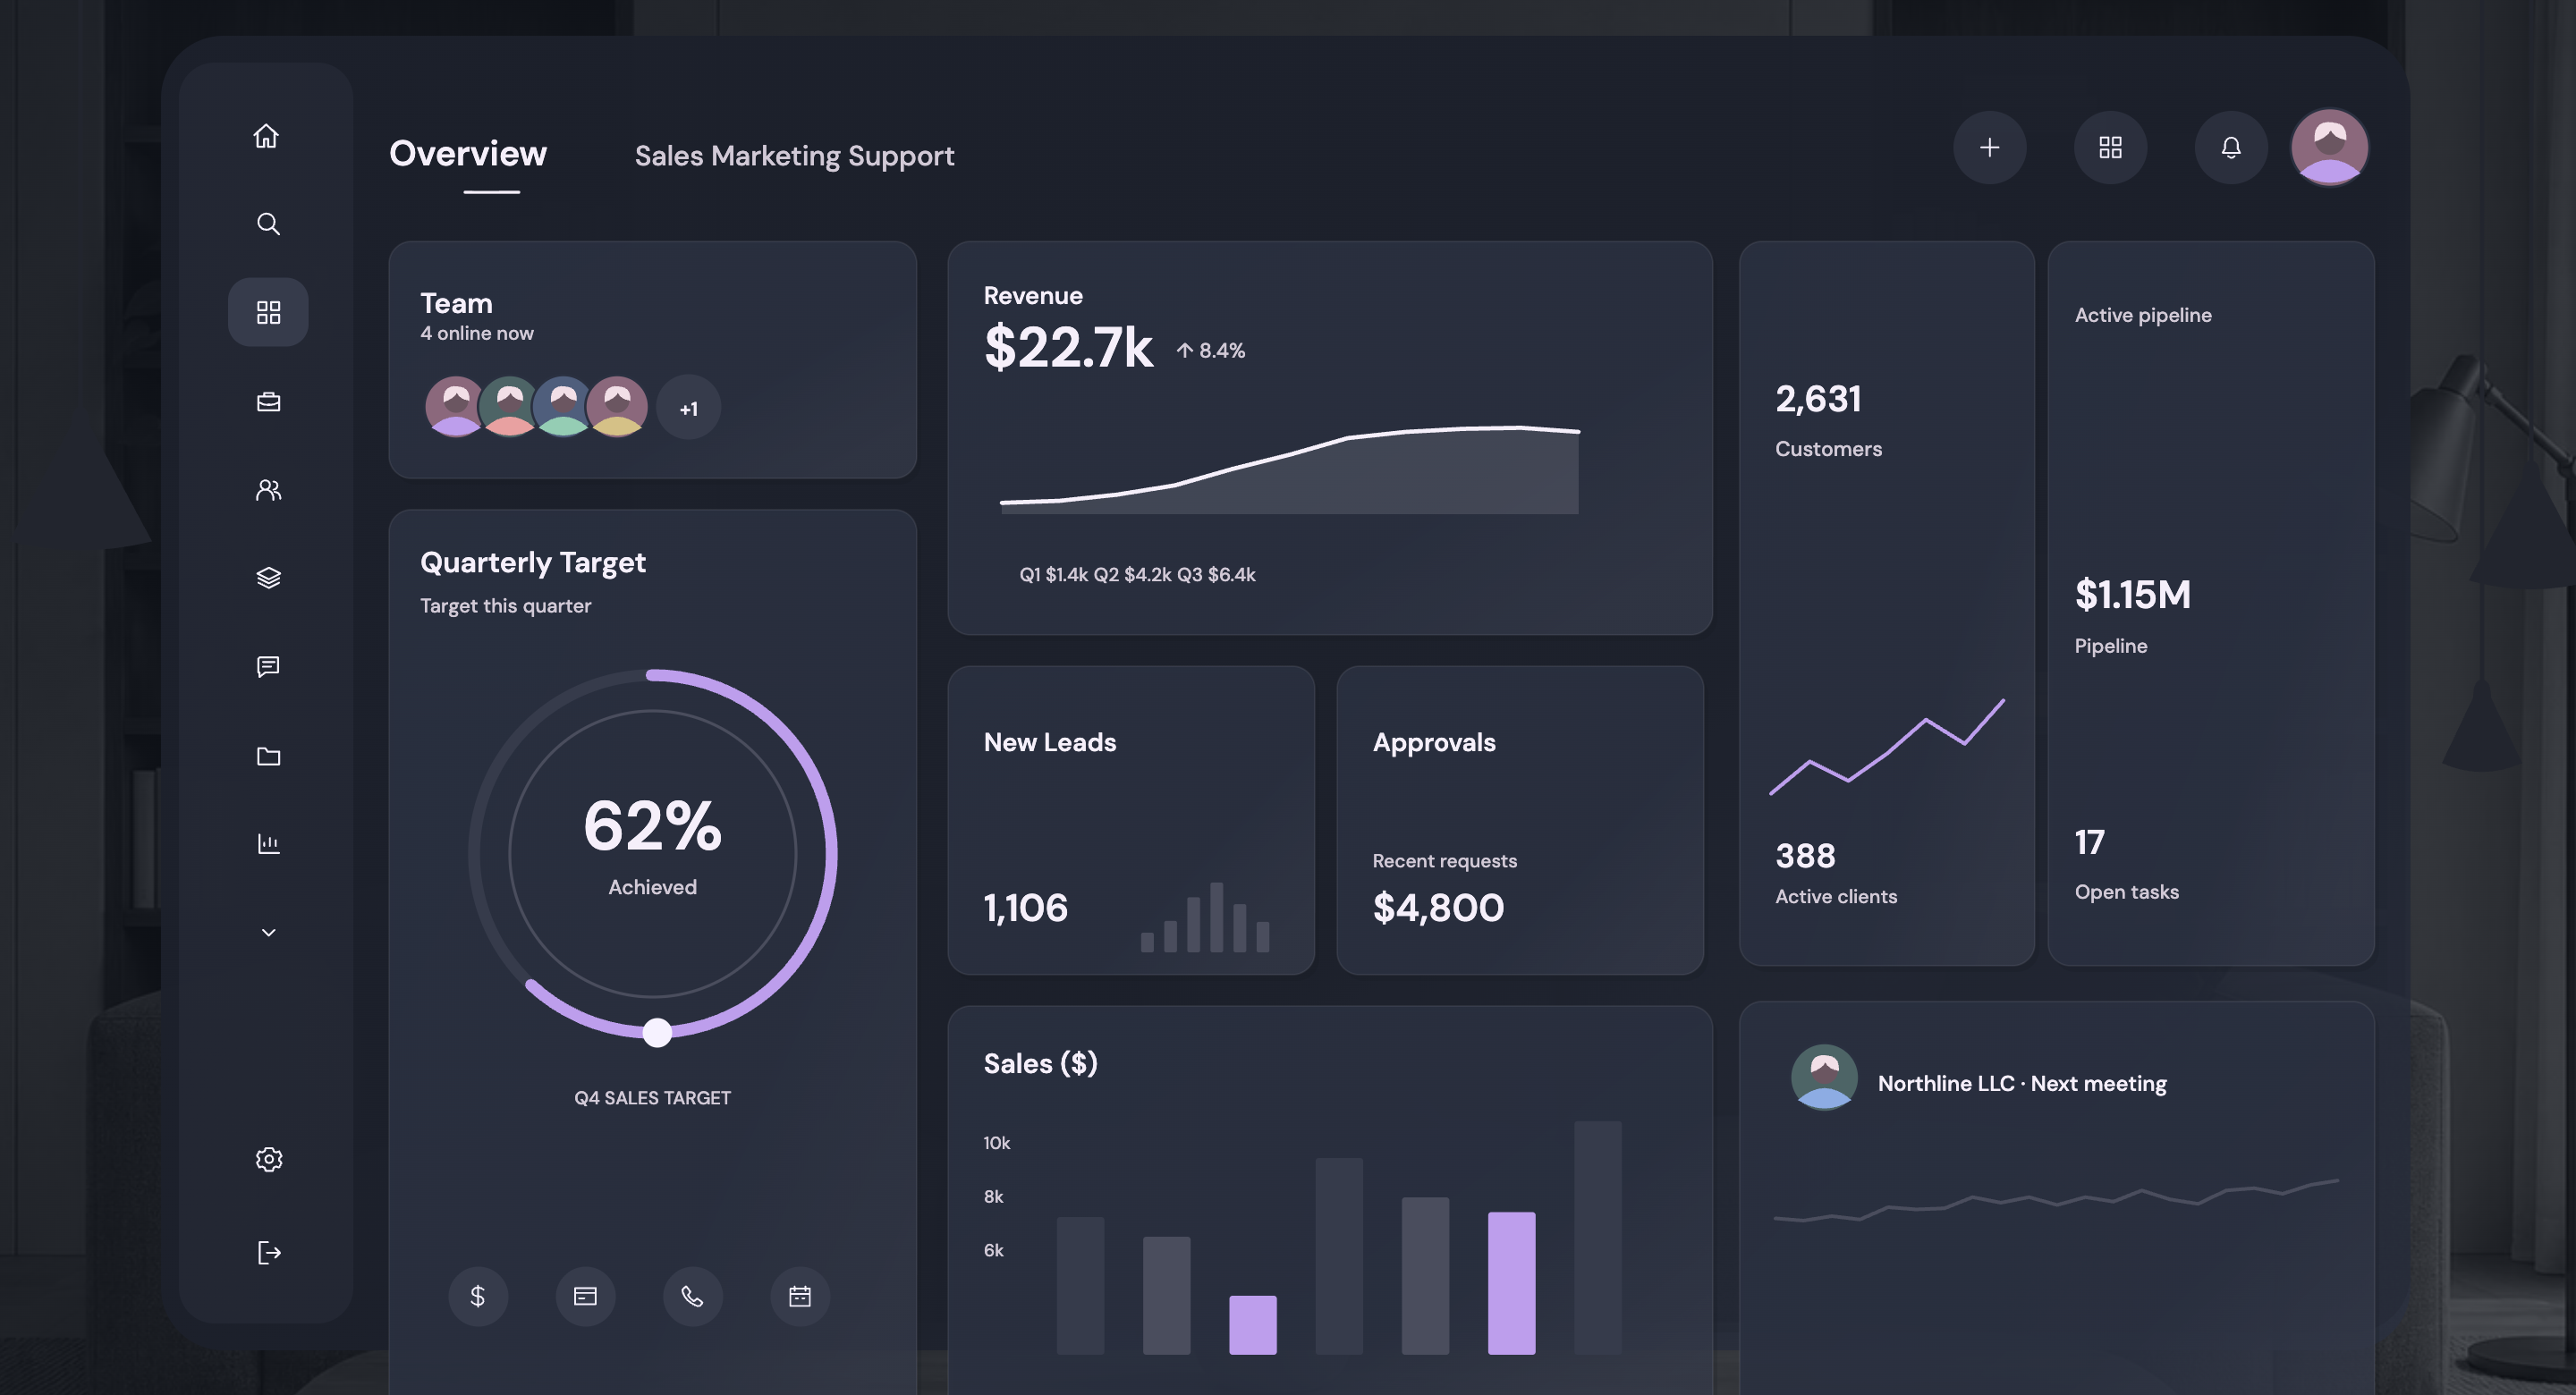 Overview
Sales Marketing Support
Team
4 online now
+1
Quarterly Target
Target this quarter
62%
Achieved
Q4 SALES TARGET
$
Revenue
$22.7k
↑ 8.4%
Q1 $1.4k Q2 $4.2k Q3 $6.4k
New Leads
1,106
Approvals
Recent requests
$4,800
Sales ($)
10k
8k
6k
2,631
Customers
388
Active clients
Active pipeline
$1.15M
Pipeline
17
Open tasks
Northline LLC · Next meeting